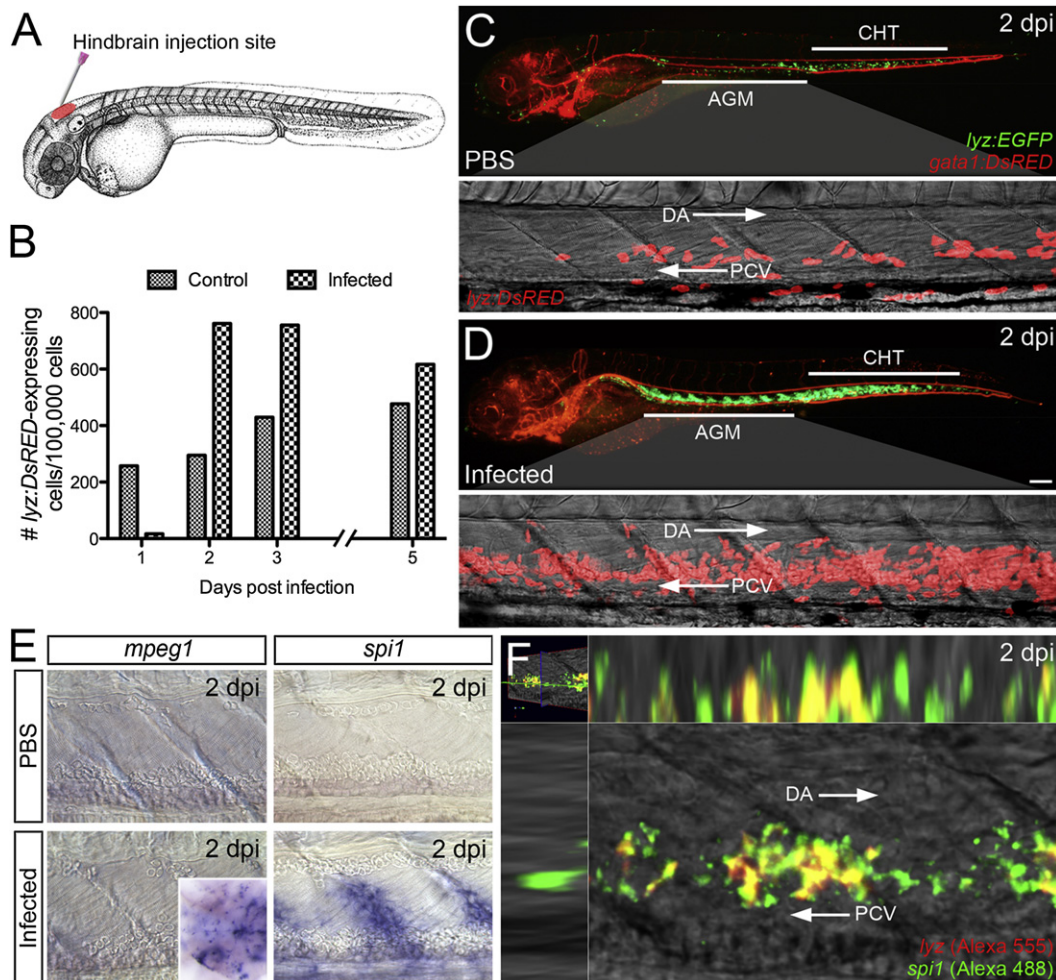 A
Hindbrain injection site
B
Control
Infected
# lyz:DsRED-expressing
cells/100,000 cells
800
600
400
200
0
1
2
3
5
Days post infection
C
2 dpi
CHT
AGM
lyz:EGFP
gata1:DsRED
PBS
DA
PCV
lyz:DsRED
D
2 dpi
CHT
AGM
Infected
DA
PCV
E
mpeg1
spi1
PBS
2 dpi
2 dpi
Infected
2 dpi
2 dpi
F
2 dpi
DA
PCV
lyz (Alexa 555)
spi1 (Alexa 488)